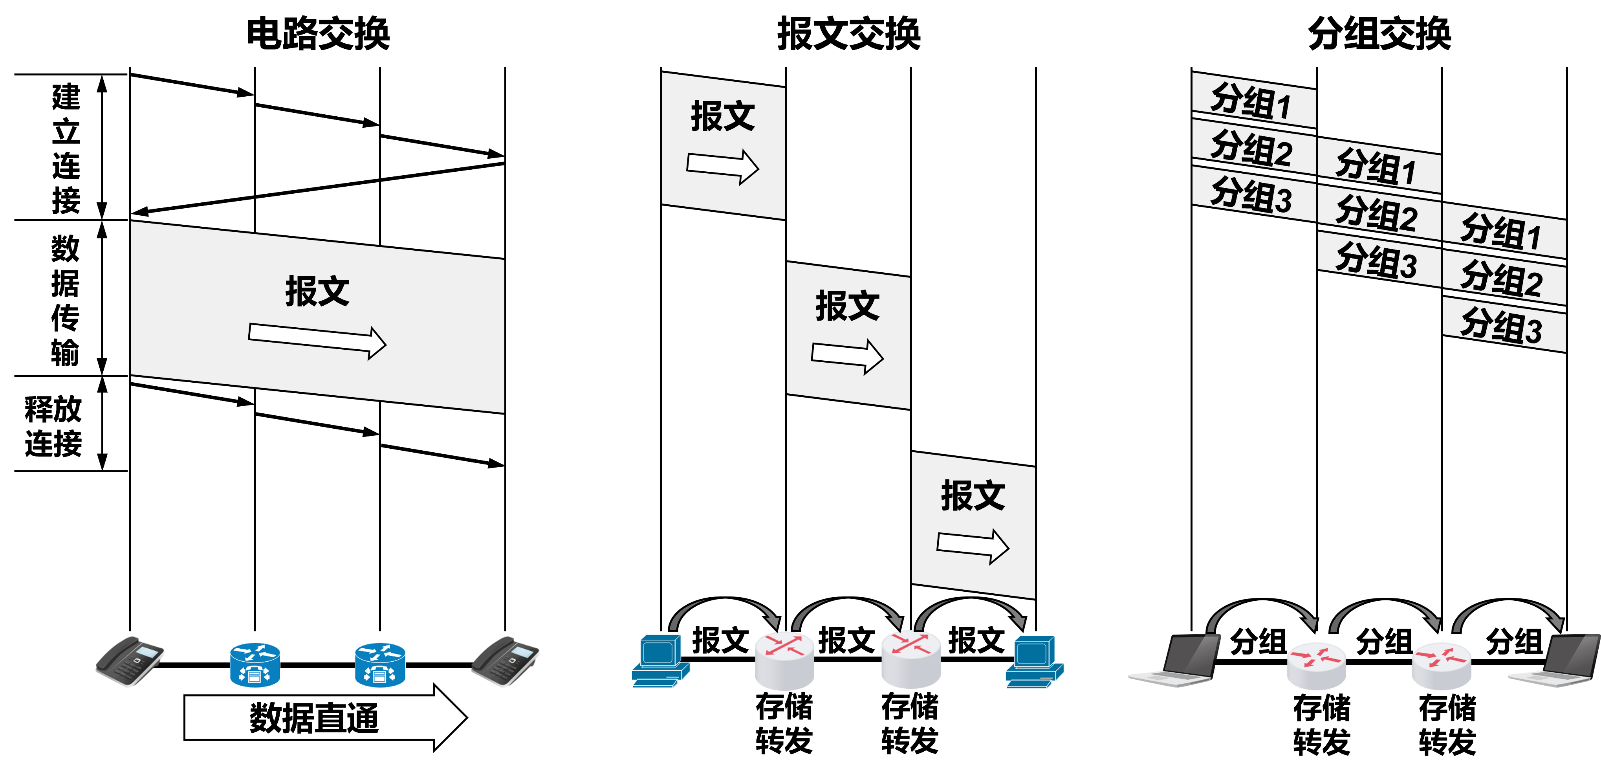 电路交换
建立连接
数据传输
释放
连接
报文
数据直通
报文交换
报文
报文
报文
报文
报文
报文
存储
转发
存储
转发
分组交换
分组1
分组2
分组3
分组1
分组2
分组3
分组1
分组2
分组3
分组
分组
分组
存储
转发
存储
转发